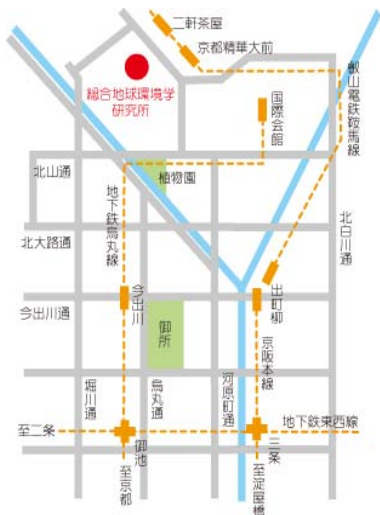 二軒茶屋
京都精華大前
総合地球環境学
研究所
国際会館
叡山電鉄鞍馬線
北山通
植物園
地下鉄烏丸線
北大路通
北白川通
今出川通
今出川
御所
出町柳
京阪本線
堀川通
烏丸通
河原町通
地下鉄東西線
至二条
御池
三条
至京都
至淀屋橋